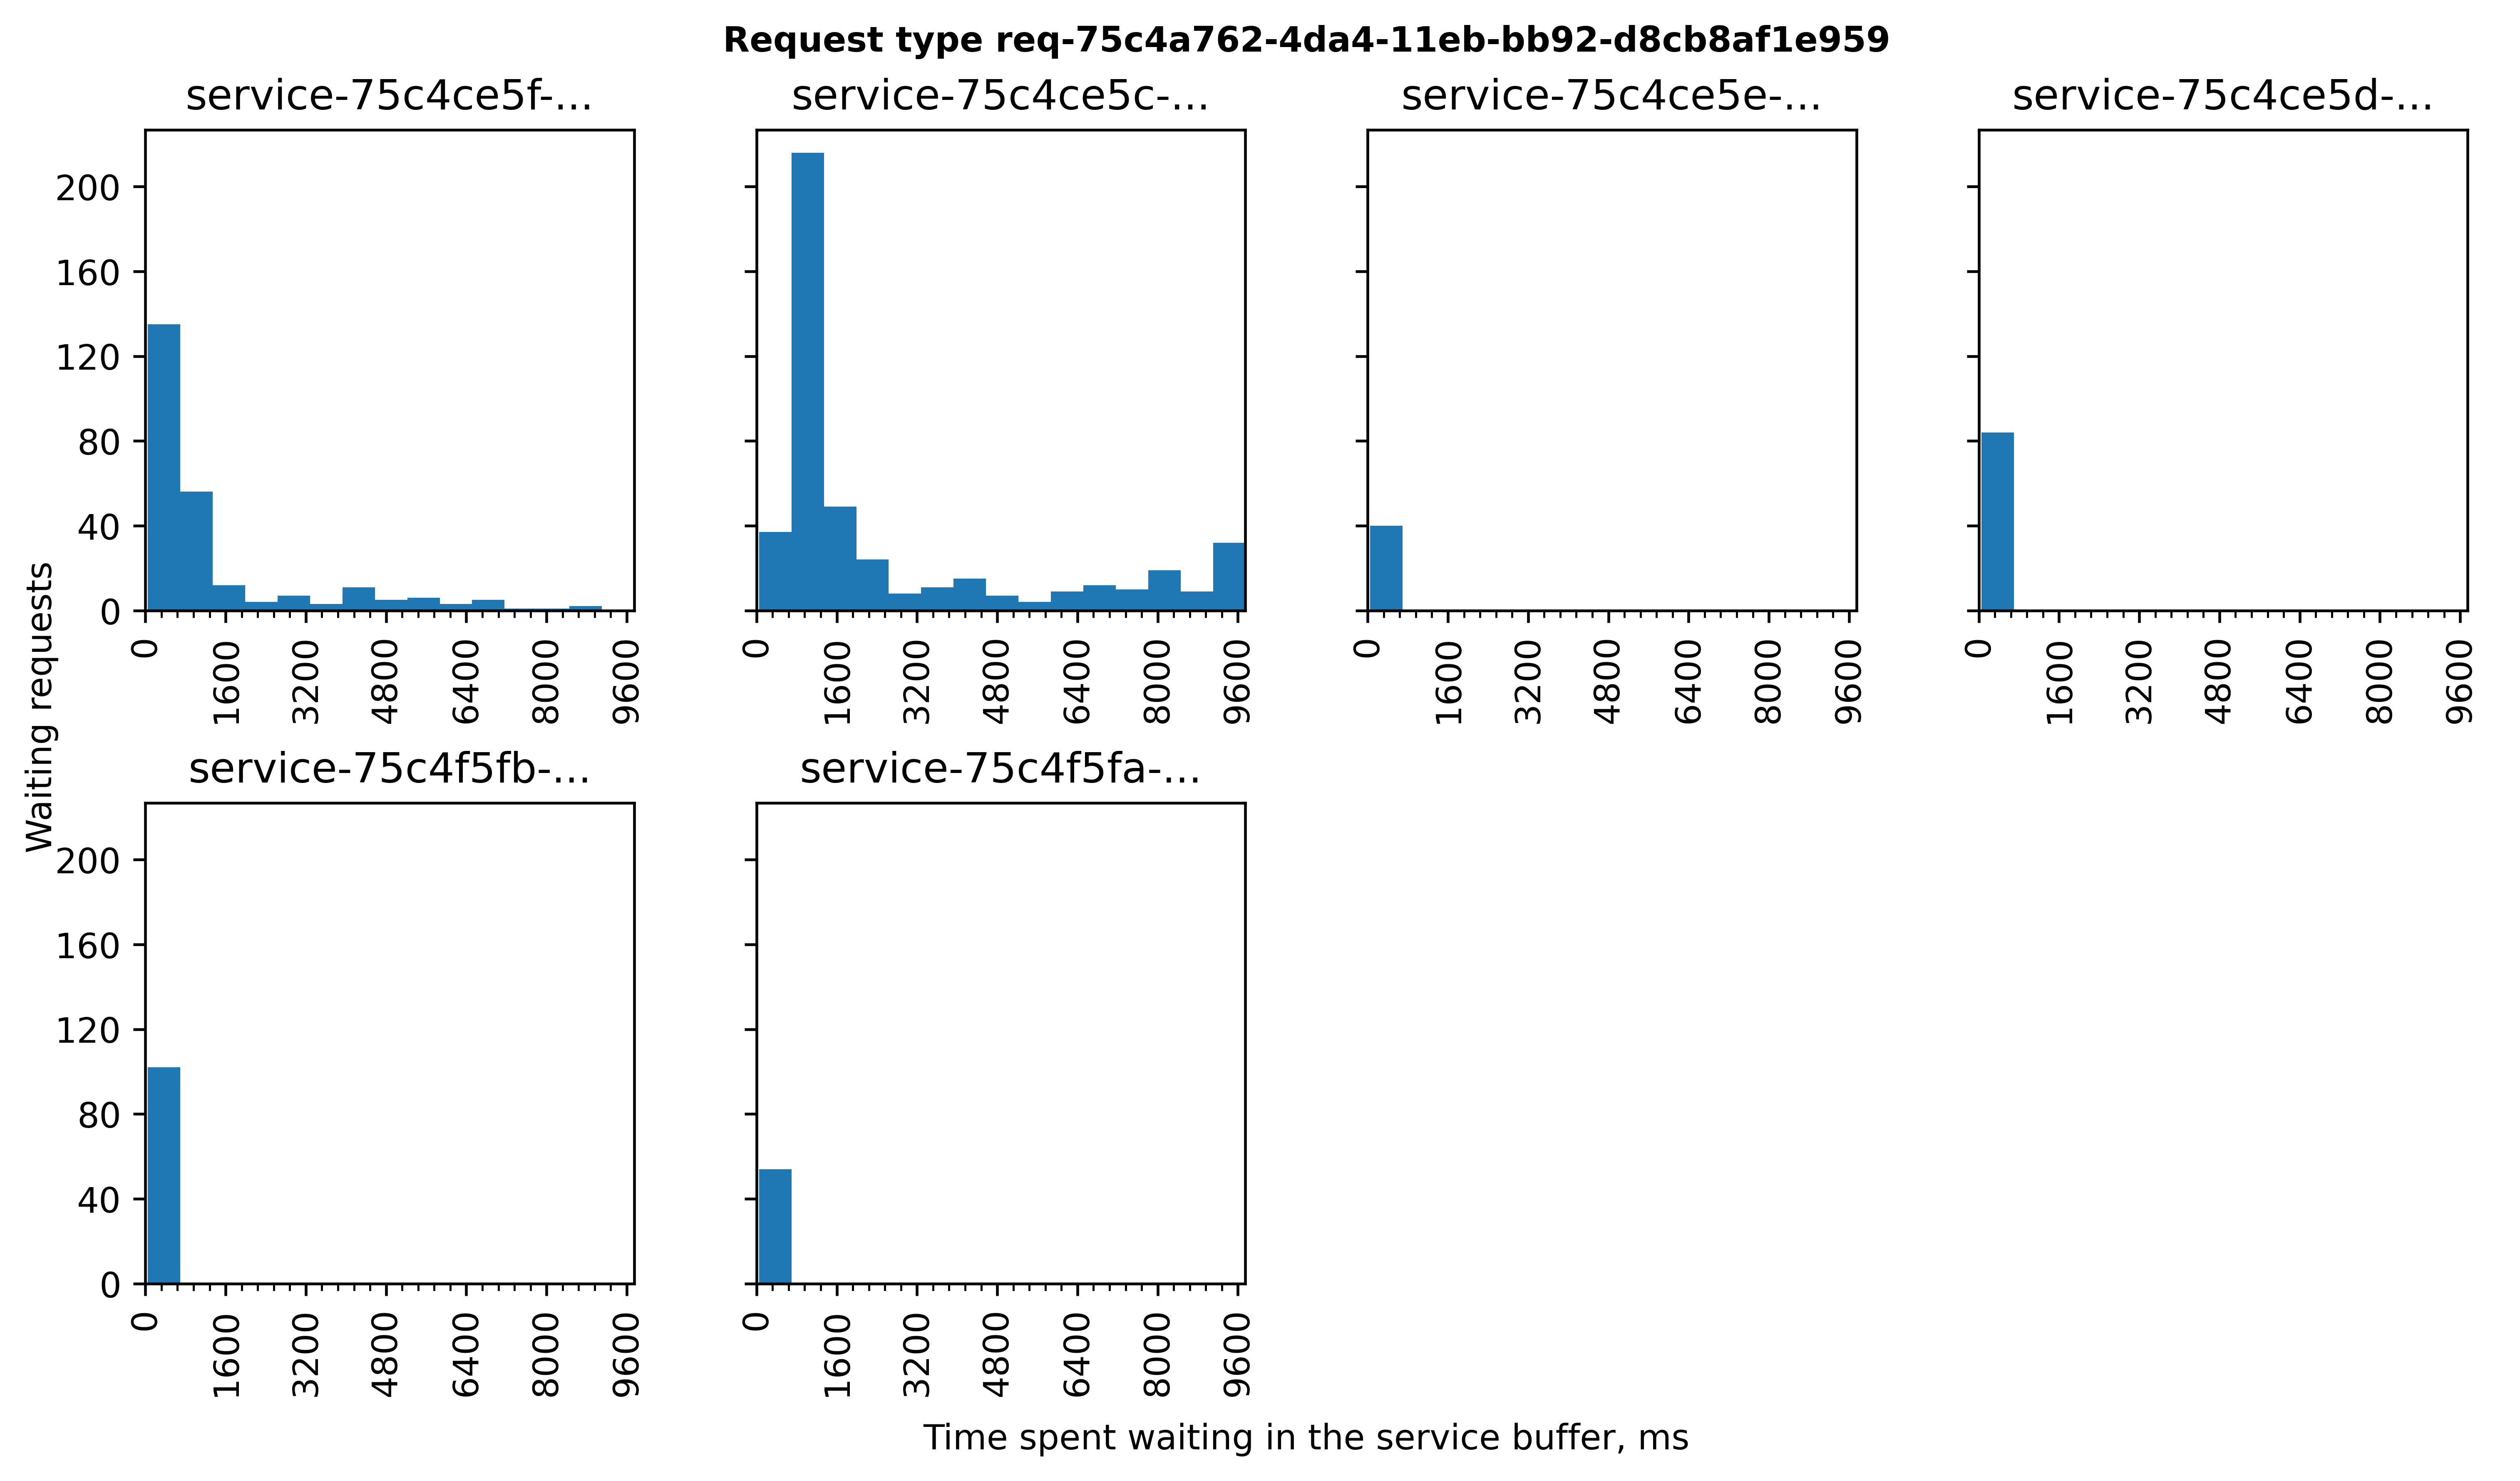 Request type req-75c4a762-4da4-11eb-bb92-d8cb8af1e959
service-75c4ce5f-...
service-75c4ce5c-...
service-75c4ce5e-...
service-75c4ce5d-...
200
160
120
80
40
0
0 1600 3200 4800 6400 8000 9600
0 1600 3200 4800 6400 8000 9600
0 1600 3200 4800 6400 8000 9600
0 1600 3200 4800 6400 8000 9600
Waiting requests
service-75c4f5fb-...
service-75c4f5fa-...
200
160
120
80
40
0
0 1600 3200 4800 6400 8000 9600
0 1600 3200 4800 6400 8000 9600
Time spent waiting in the service buffer, ms